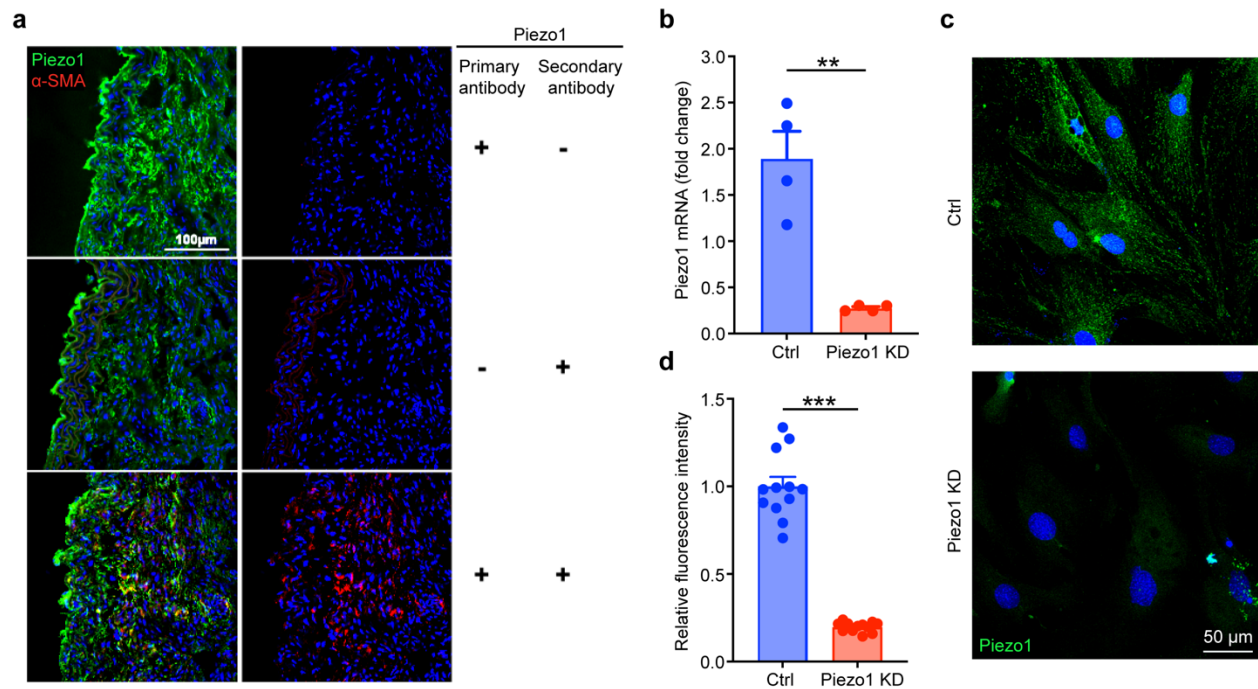 a
Piezo1
α-SMA
100μm
Piezo1
Primary antibody
Secondary antibody
+ -
- +
+ +
b
Piezo1 mRNA (fold change)
3.0
2.5
2.0
1.5
1.0
0.5
0.0
**
Ctrl
Piezo1 KD
c
Ctrl
Piezo1 KD
Piezo1
50 μm
d
Relative fluorescence intensity
1.5
1.0
0.5
0.0
***
Ctrl
Piezo1 KD